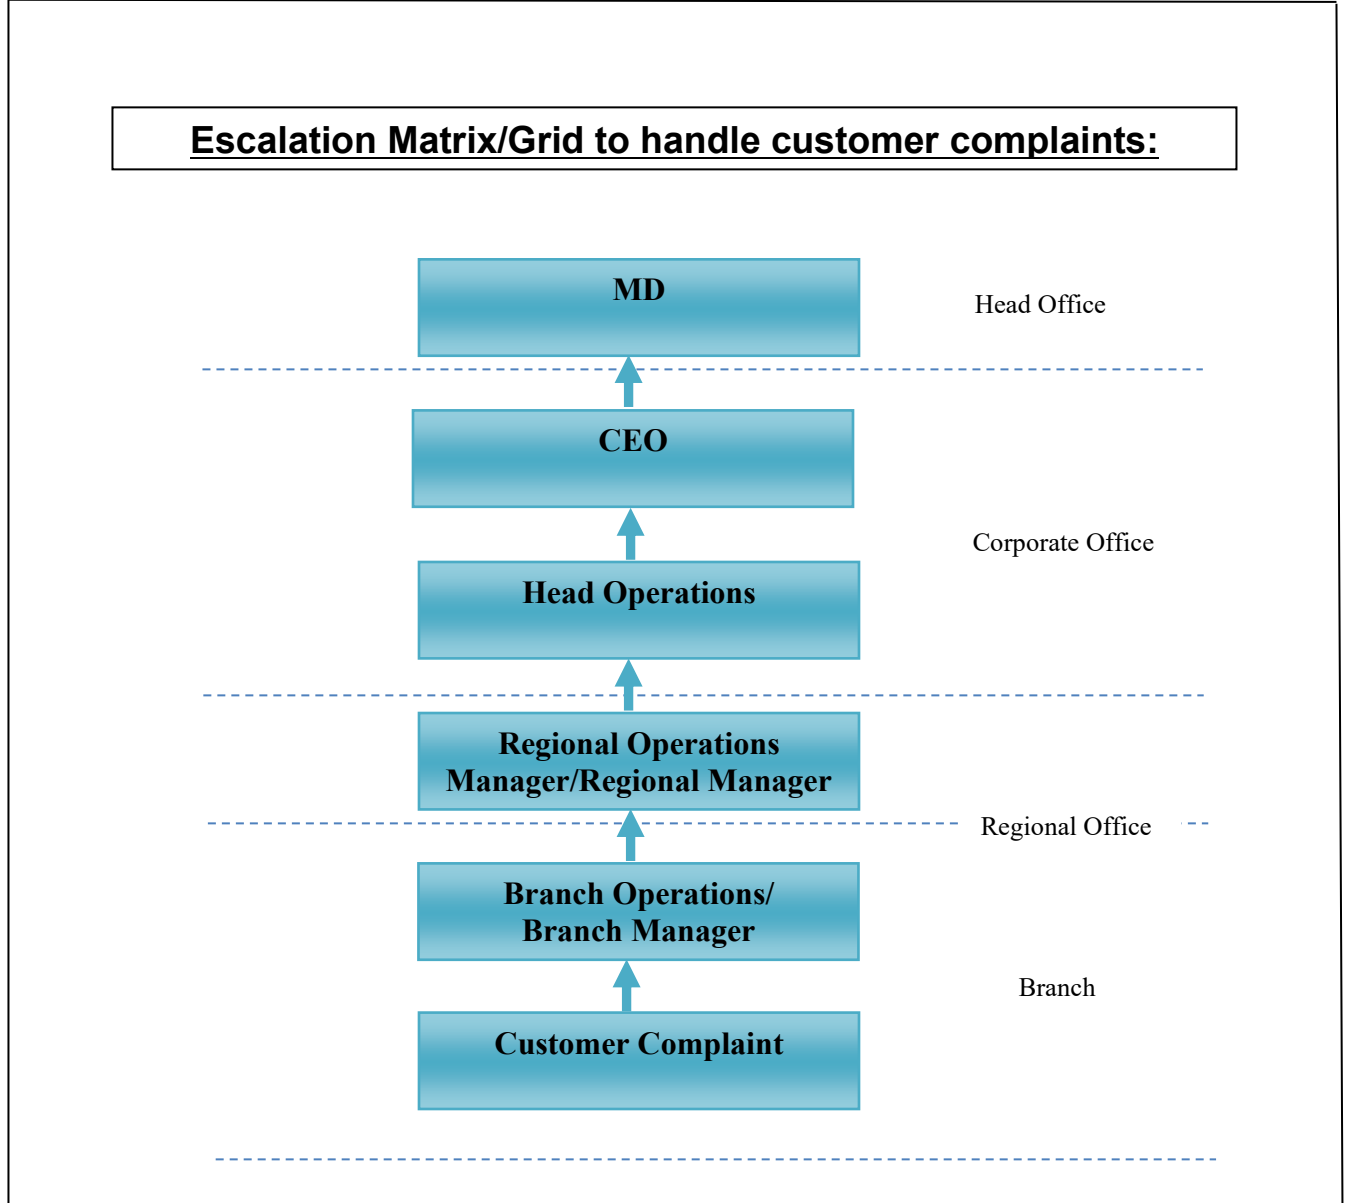 Escalation Matrix/Grid to handle customer complaints:
MD
Head Office
CEO
Corporate Office
Head Operations
Regional Operations
Manager/Regional Manager
Regional Office
Branch Operations/
Branch Manager
Branch
Customer Complaint